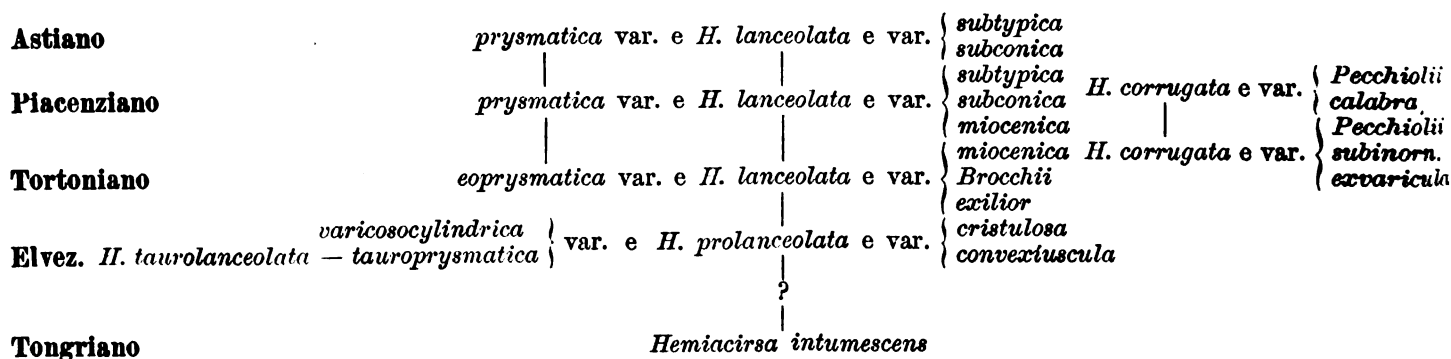 Astiano prysmatica var. e H. lanceolata e var. { subtypica
subconica
Piacenziano prysmatica var. e H. lanceolata e var. { subtypica
subconica
miocenica
H. corrugata e var. { Pecchiolii
calabra.
Tortoniano eoprysmatica var. e H. lanceolata e var. { miocenica
Brocchii
exilior
H. corrugata e var. { Pecchiolii
subinorn.
exvaricula
Elvez. H. taurolanceolata — varicosocylindrica
tauroprysmatica } var. e H. prolanceolata e var. { cristulosa
convexiuscula
?
Tongriano Hemiacirsa intumescens